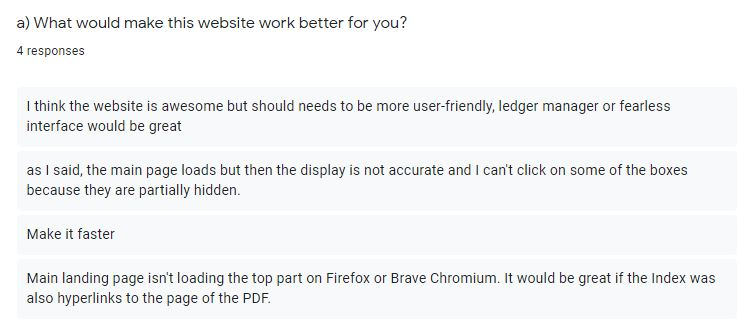 a) What would make this website work better for you?
4 responses
I think the website is awesome but should needs to be more user-friendly, ledger manager or fearless
interface would be great
as I said, the main page loads but then the display is not accurate and I can't click on some of the boxes
because they are partially hidden.
Make it faster
Main landing page isn't loading the top part on Firefox or Brave Chromium. It would be great if the Index was
also hyperlinks to the page of the PDF.